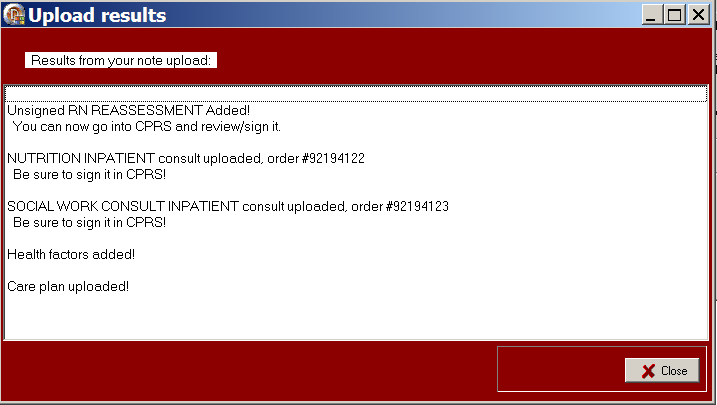 Upload results
Results from your note upload:
Unsigned RN REASSESSMENT Added!
You can now go into CPRS and review/sign it.
NUTRITION INPATIENT consult uploaded, order #92194122
Be sure to sign it in CPRS!
SOCIAL WORK CONSULT INPATIENT consult uploaded, order #92194123
Be sure to sign it in CPRS!
Health factors added!
Care plan uploaded!
Close